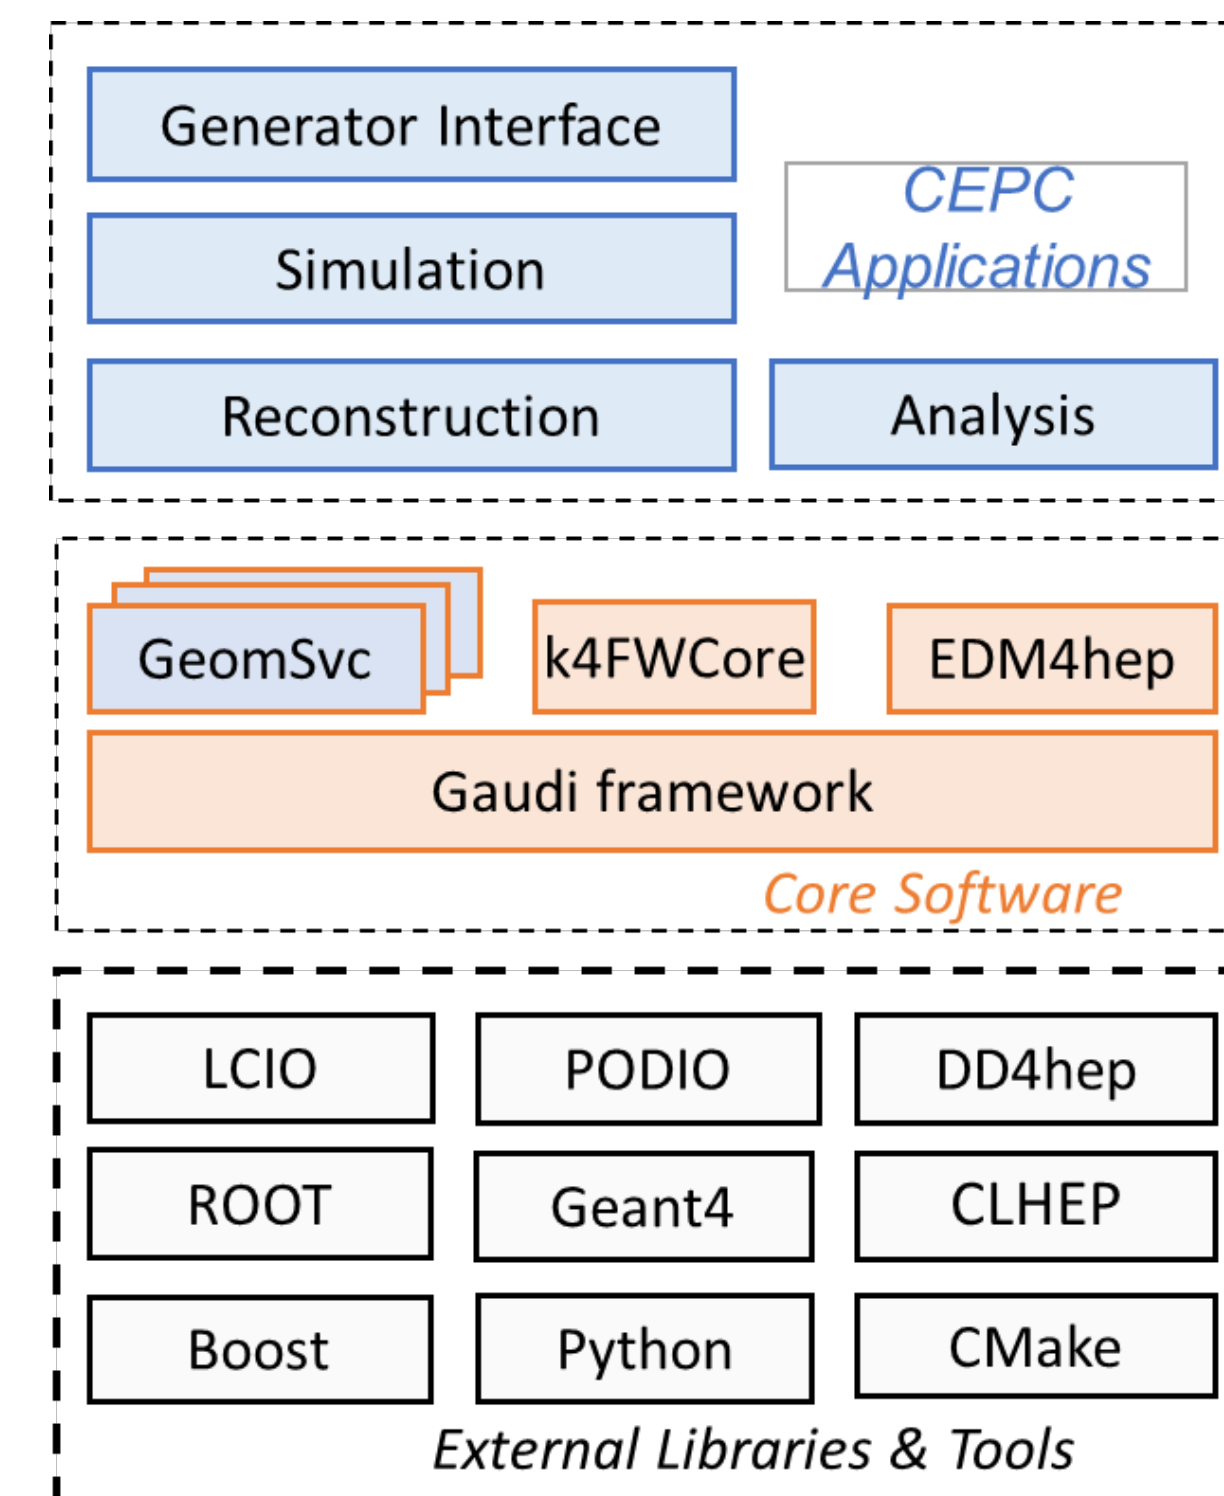 Generator Interface
CEPC
Applications
Simulation
Reconstruction
Analysis
GeomSvc
k4FWCore
EDM4hep
Gaudi framework
Core Software
LCIO
PODIO
DD4hep
ROOT
Geant4
CLHEP
Boost
Python
CMake
External Libraries & Tools